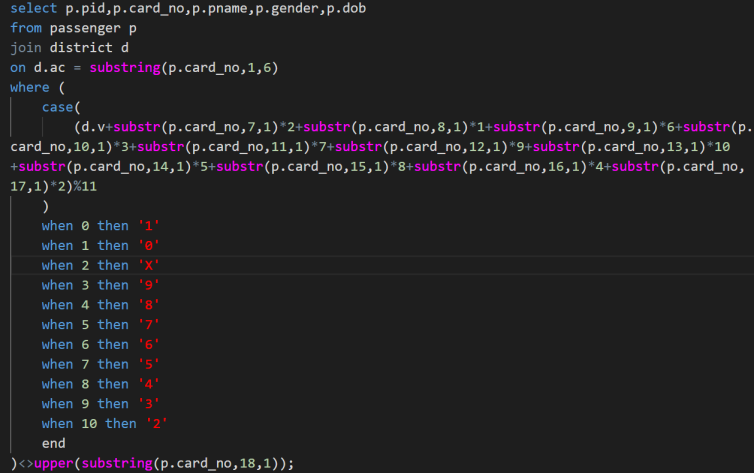 select p.pid,p.card_no,p.pname,p.gender,p.dob
from passenger p
join district d
on d.ac = substring(p.card_no,1,6)
where (
    case(
        (d.v+substr(p.card_no,7,1)*2+substr(p.card_no,8,1)*1+substr(p.card_no,9,1)*6+substr(p.
card_no,10,1)*3+substr(p.card_no,11,1)*7+substr(p.card_no,12,1)*9+substr(p.card_no,13,1)*10
+substr(p.card_no,14,1)*5+substr(p.card_no,15,1)*8+substr(p.card_no,16,1)*4+substr(p.card_no,
17,1)*2)%11
    )
    when 0 then '1'
    when 1 then '0'
    when 2 then 'X'
    when 3 then '9'
    when 4 then '8'
    when 5 then '7'
    when 6 then '6'
    when 7 then '5'
    when 8 then '4'
    when 9 then '3'
    when 10 then '2'
    end
)<>upper(substring(p.card_no,18,1));